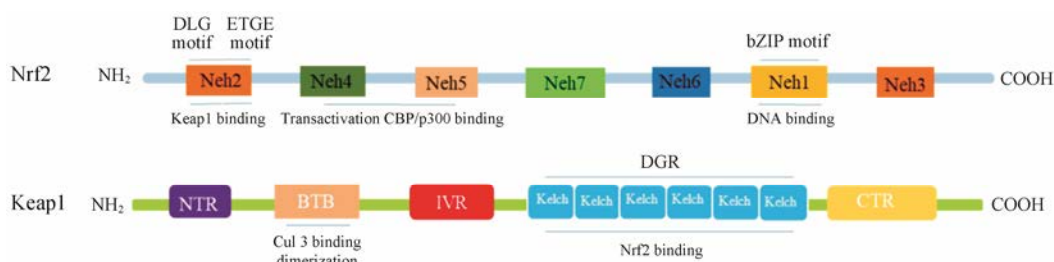 DLG ETGE
motif motif
bZIP motif
Nrf2 NH₂ Neh2 Neh4 Neh5 Neh7 Neh6 Neh1 Neh3 COOH
Keap1 binding Transactivation CBP/p300 binding DNA binding
DGR
Keap1 NH₂ NTR BTB IVR Kelch Kelch Kelch Kelch Kelch Kelch CTR COOH
Cul 3 binding Nrf2 binding
dimerization